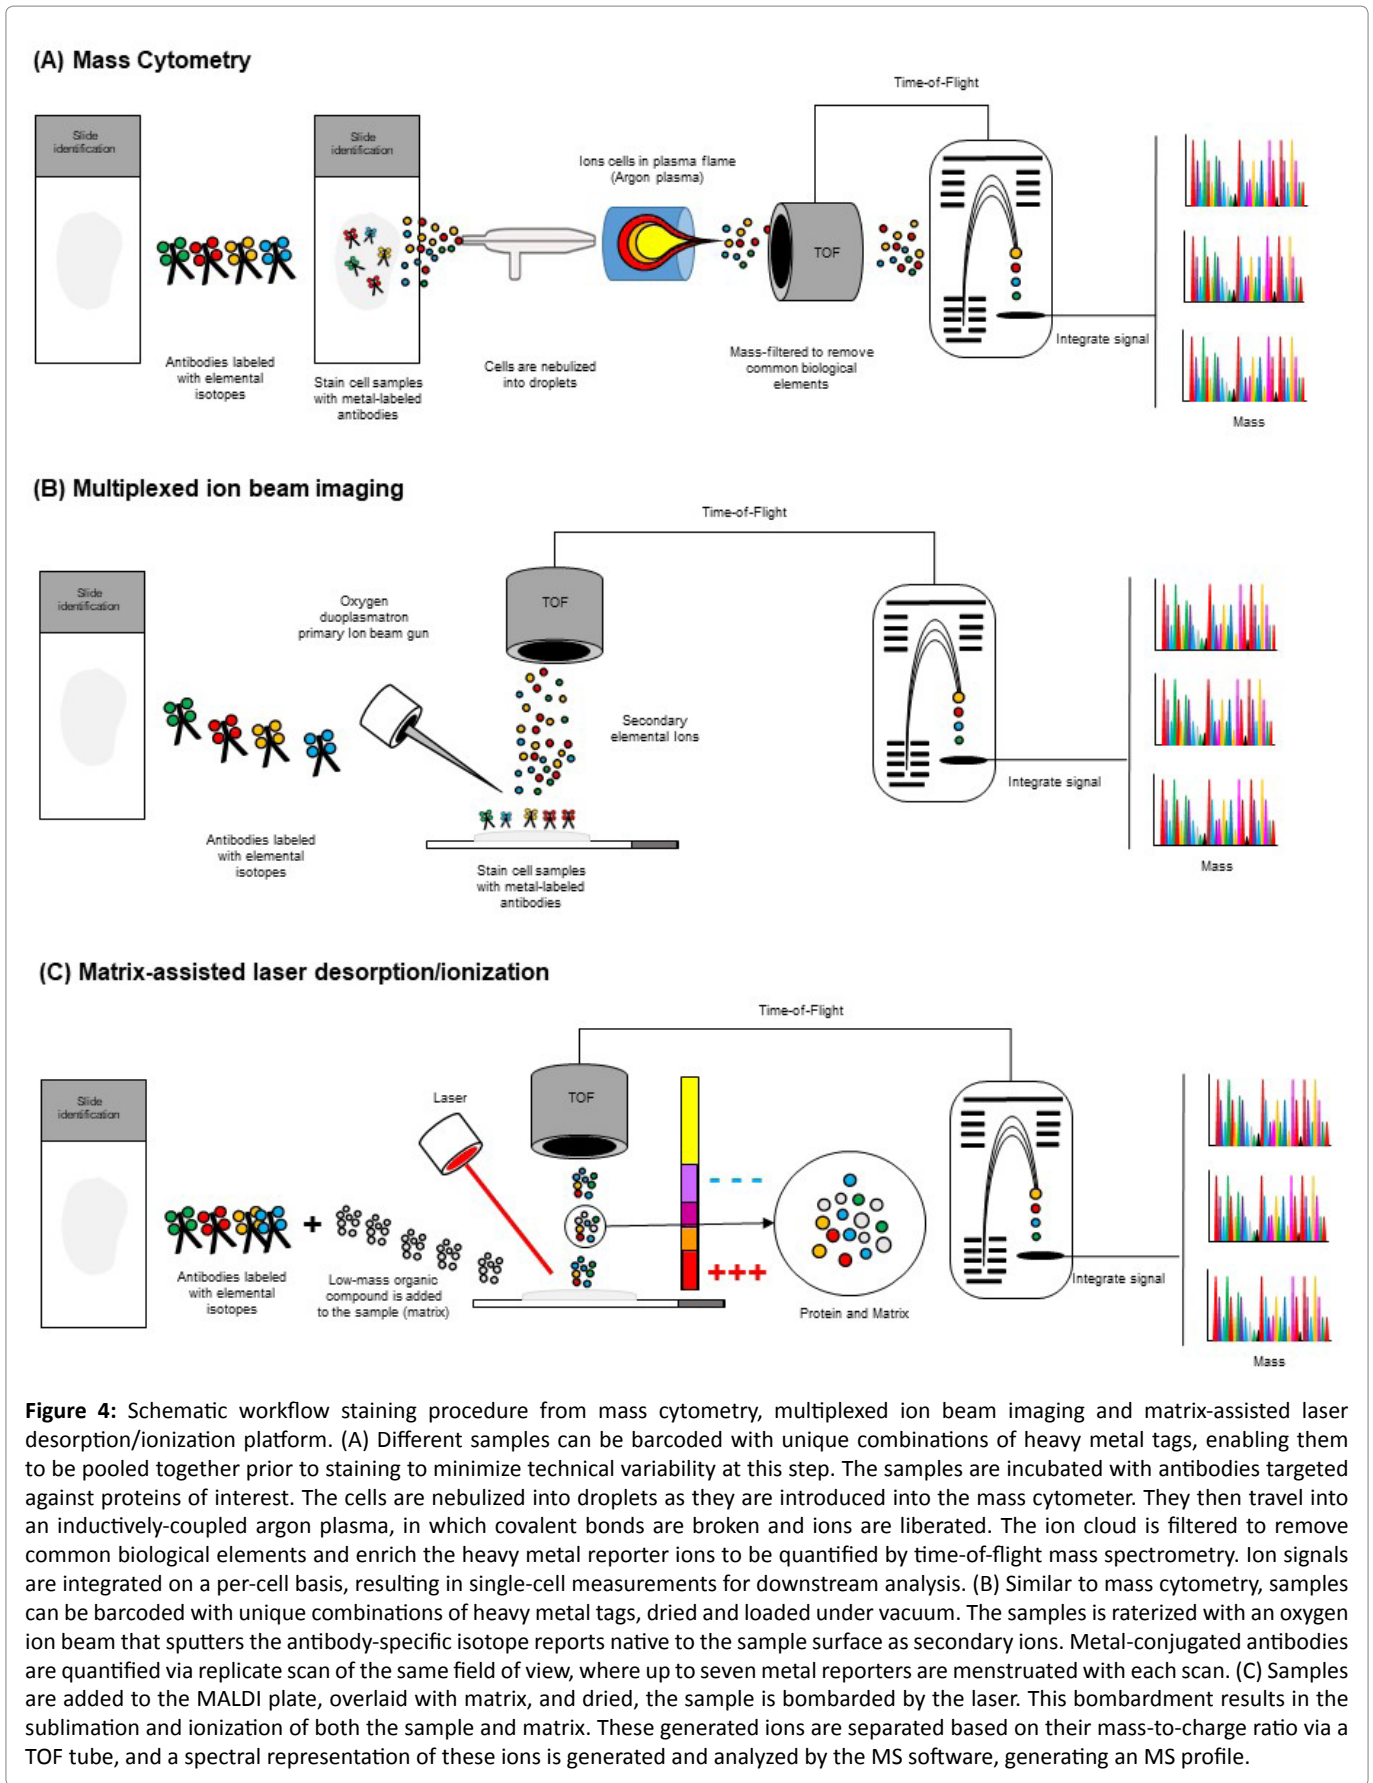 (A) Mass Cytometry
Time-of-Flight
Slide
identification
Slide
identification
Ions cells in plasma flame
(Argon plasma)
TOF
Antibodies labeled
with elemental
isotopes
Stain cell samples
with metal-labeled
antibodies
Cells are nebulized
into droplets
Mass-filtered to remove
common biological
elements
Integrate signal
Mass
(B) Multiplexed ion beam imaging
Time-of-Flight
Slide
identification
Oxygen
duoplasmatron
primary Ion beam gun
TOF
Secondary
elemental Ions
Antibodies labeled
with elemental
isotopes
Stain cell samples
with metal-labeled
antibodies
Integrate signal
Mass
(C) Matrix-assisted laser desorption/ionization
Time-of-Flight
Slide
identification
Laser
TOF
- - -
+
+++
Antibodies labeled
with elemental
isotopes
Low-mass organic
compound is added
to the sample (matrix)
Protein and Matrix
Integrate signal
Mass
Figure 4: Schematic workflow staining procedure from mass cytometry, multiplexed ion beam imaging and matrix-assisted laser
desorption/ionization platform. (A) Different samples can be barcoded with unique combinations of heavy metal tags, enabling them
to be pooled together prior to staining to minimize technical variability at this step. The samples are incubated with antibodies targeted
against proteins of interest. The cells are nebulized into droplets as they are introduced into the mass cytometer. They then travel into
an inductively-coupled argon plasma, in which covalent bonds are broken and ions are liberated. The ion cloud is filtered to remove
common biological elements and enrich the heavy metal reporter ions to be quantified by time-of-flight mass spectrometry. Ion signals
are integrated on a per-cell basis, resulting in single-cell measurements for downstream analysis. (B) Similar to mass cytometry, samples
can be barcoded with unique combinations of heavy metal tags, dried and loaded under vacuum. The samples is raterized with an oxygen
ion beam that sputters the antibody-specific isotope reports native to the sample surface as secondary ions. Metal-conjugated antibodies
are quantified via replicate scan of the same field of view, where up to seven metal reporters are menstruated with each scan. (C) Samples
are added to the MALDI plate, overlaid with matrix, and dried, the sample is bombarded by the laser. This bombardment results in the
sublimation and ionization of both the sample and matrix. These generated ions are separated based on their mass-to-charge ratio via a
TOF tube, and a spectral representation of these ions is generated and analyzed by the MS software, generating an MS profile.